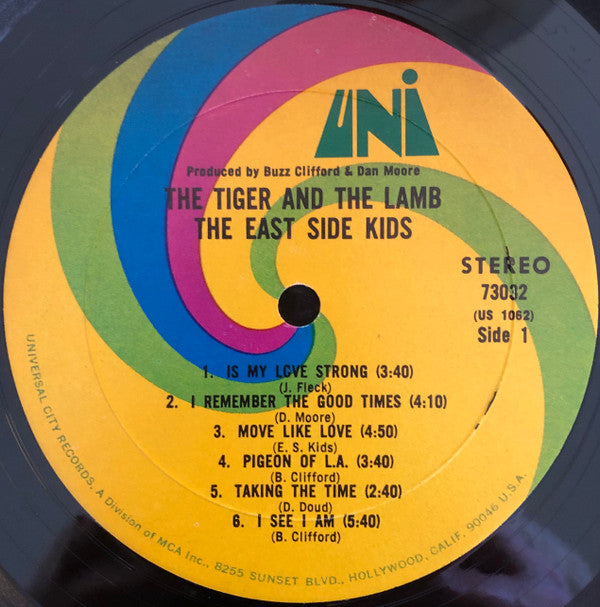 UNI
Produced by Buzz Clifford & Dan Moore
THE TIGER AND THE LAMB
THE EAST SIDE KIDS
STEREO
73032
(US 1062)
Side 1
1. IS MY LOVE STRONG (3:40)
(J. Fleck)
2. I REMEMBER THE GOOD TIMES (4:10)
(D. Moore)
3. MOVE LIKE LOVE (4:50)
(E. S. Kids)
4. PIGEON OF L.A. (3:40)
(B. Clifford)
5. TAKING THE TIME (2:40)
(D. Doud)
6. I SEE I AM (5:40)
(B. Clifford)
UNIVERSAL CITY RECORDS, A Division of MCA Inc., 8255 SUNSET BLVD., HOLLYWOOD, CALIF. 90046 U.S.A.